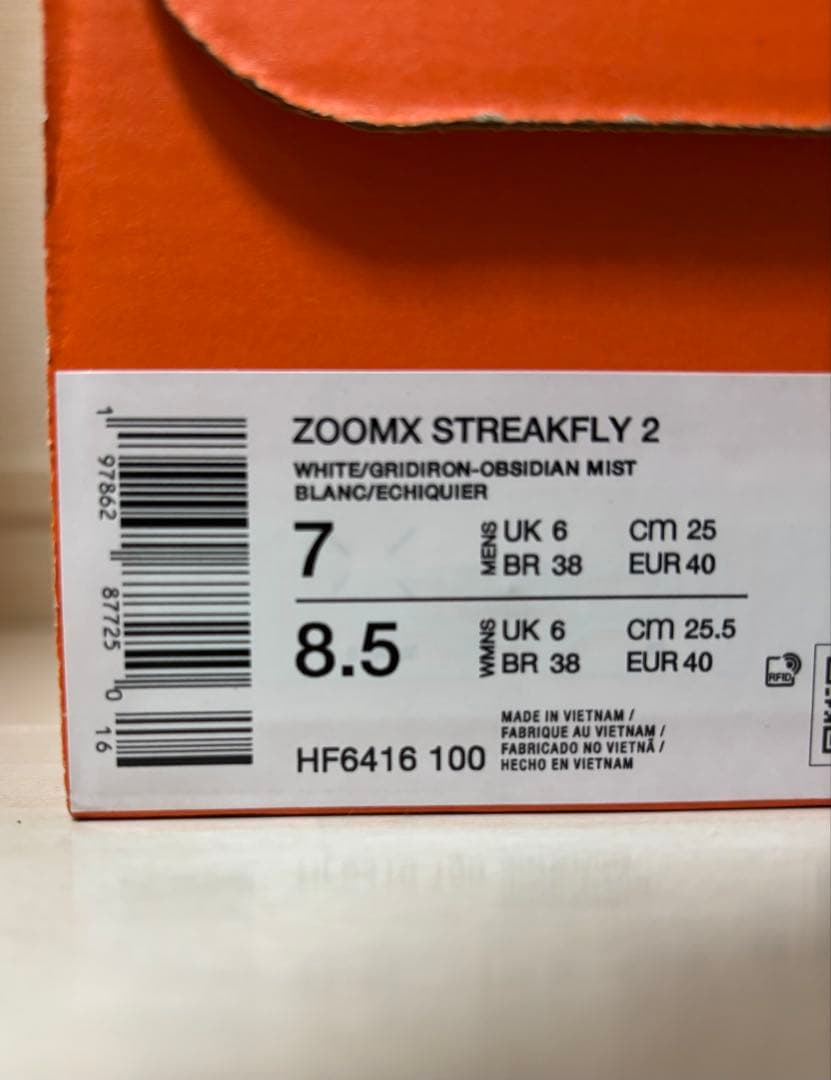 ZOOMX STREAKFLY 2
WHITE/GRIDIRON-OBSIDIAN MIST
BLANC/ECHIQUIER
7 MENS UK 6 cm 25
BR 38 EUR 40
8.5 WMNS UK 6 cm 25.5
BR 38 EUR 40
RFID
HF6416 100
MADE IN VIETNAM /
FABRIQUE AU VIETNAM /
FABRICADO NO VIETNÃ /
HECHO EN VIETNAM
1 97862 87725 0 16